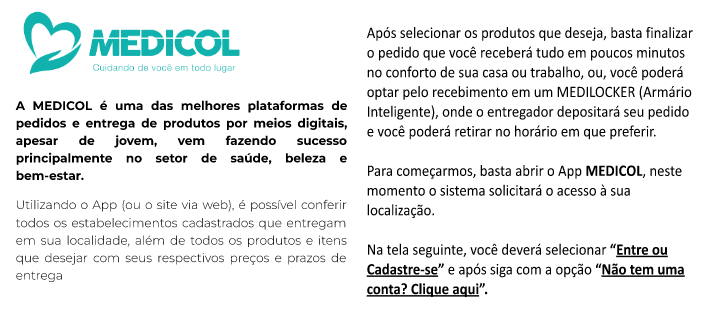 MEDICOL
Cuidando de você em todo lugar
A MEDICOL é uma das melhores plataformas de
pedidos e entrega de produtos por meios digitais,
apesar de jovem, vem fazendo sucesso
principalmente no setor de saúde, beleza e
bem-estar.
Utilizando o App (ou o site via web), é possível conferir
todos os estabelecimentos cadastrados que entregam
em sua localidade, além de todos os produtos e itens
que desejar com seus respectivos preços e prazos de
entrega
Após selecionar os produtos que deseja, basta finalizar
o pedido que você receberá tudo em poucos minutos
no conforto de sua casa ou trabalho, ou, você poderá
optar pelo recebimento em um MEDILOCKER (Armário
Inteligente), onde o entregador depositará seu pedido
e você poderá retirar no horário em que preferir.
Para começarmos, basta abrir o App MEDICOL, neste
momento o sistema solicitará o acesso à sua
localização.
Na tela seguinte, você deverá selecionar “Entre ou
Cadastre-se” e após siga com a opção “Não tem uma
conta? Clique aqui”.